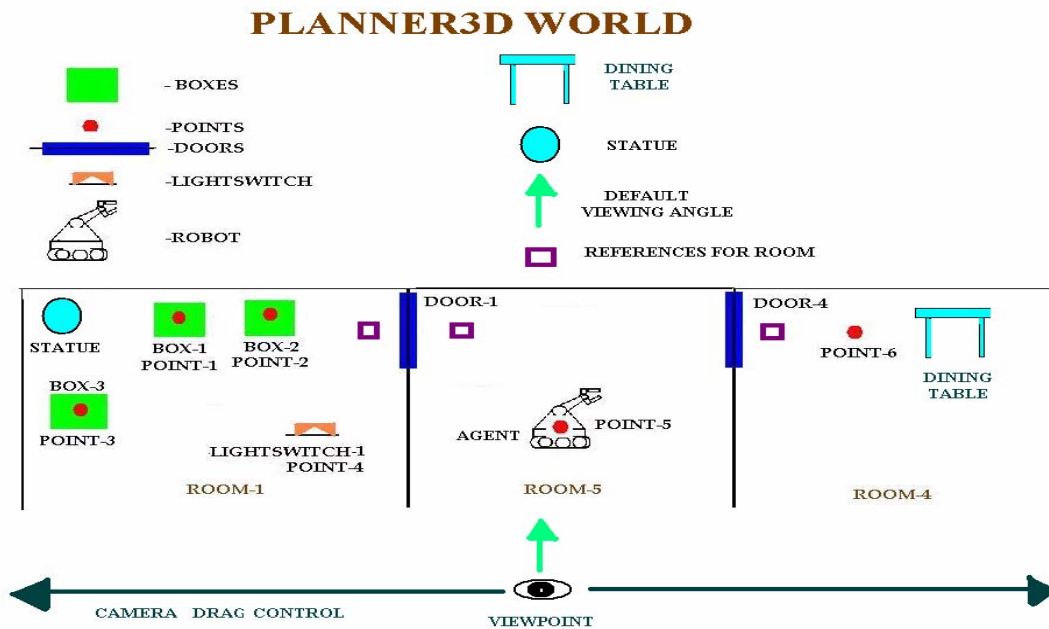 PLANNER3D WORLD
- BOXES
-POINTS
-DOORS
-LIGHTSWITCH
-ROBOT
DINING
TABLE
STATUE
DEFAULT
VIEWING ANGLE
REFERENCES FOR ROOM
STATUE
BOX-1
POINT-1
BOX-2
POINT-2
BOX-3
POINT-3
LIGHTSWITCH-1
POINT-4
ROOM-1
DOOR-1
AGENT
POINT-5
ROOM-5
DOOR-4
POINT-6
DINING
TABLE
ROOM-4
CAMERA DRAG CONTROL
VIEWPOINT